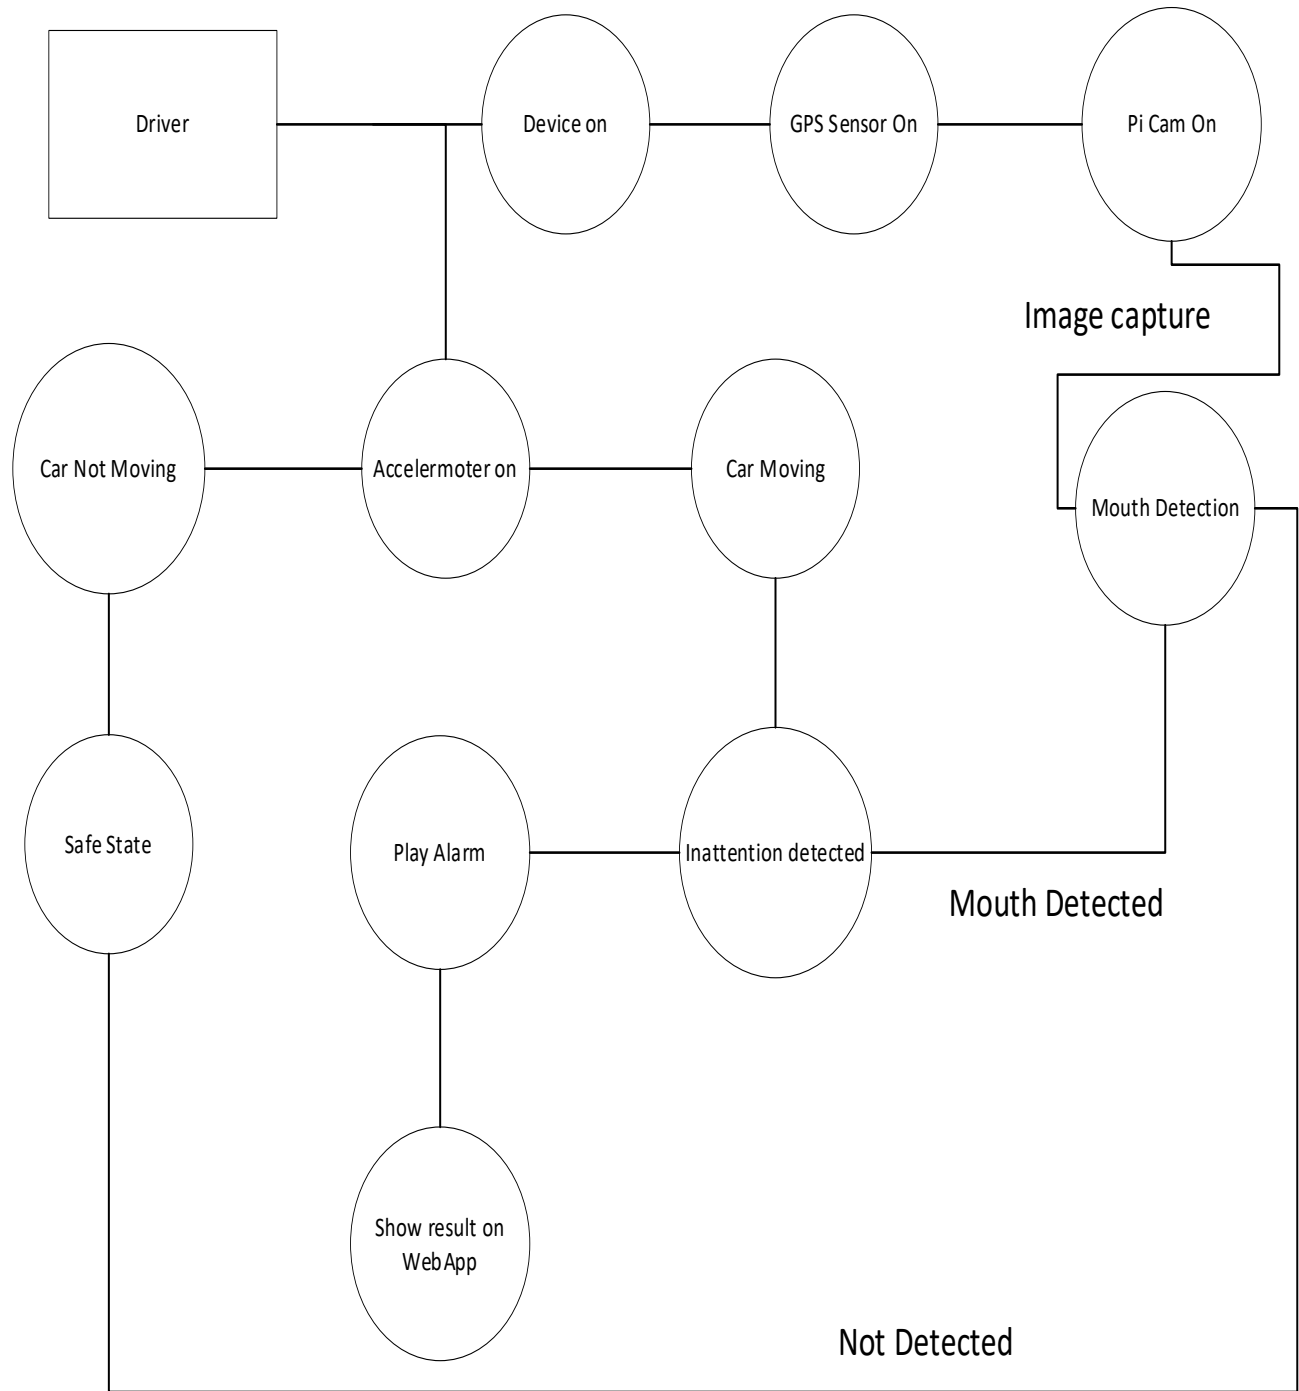 Driver
Device on
GPS Sensor On
Pi Cam On
Image capture
Car Not Moving
Accelermoter on
Car Moving
Mouth Detection
Safe State
Play Alarm
Inattention detected
Mouth Detected
Show result on
WebApp
Not Detected